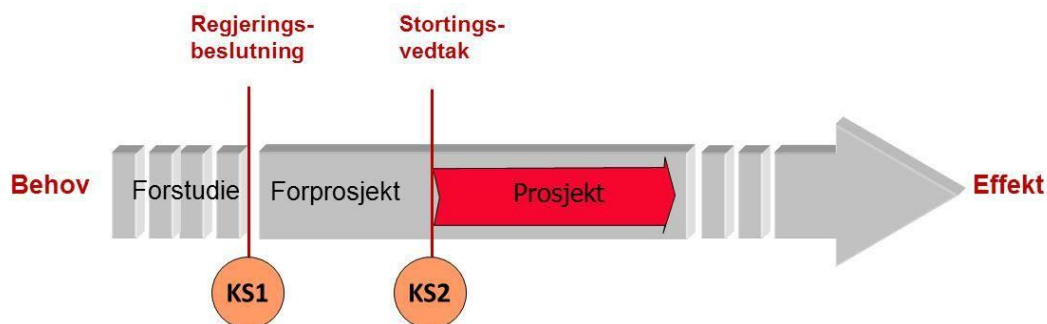 Regjerings-
beslutning
Stortings-
vedtak
Behov
Forstudie
Forprosjekt
Prosjekt
Effekt
KS1
KS2